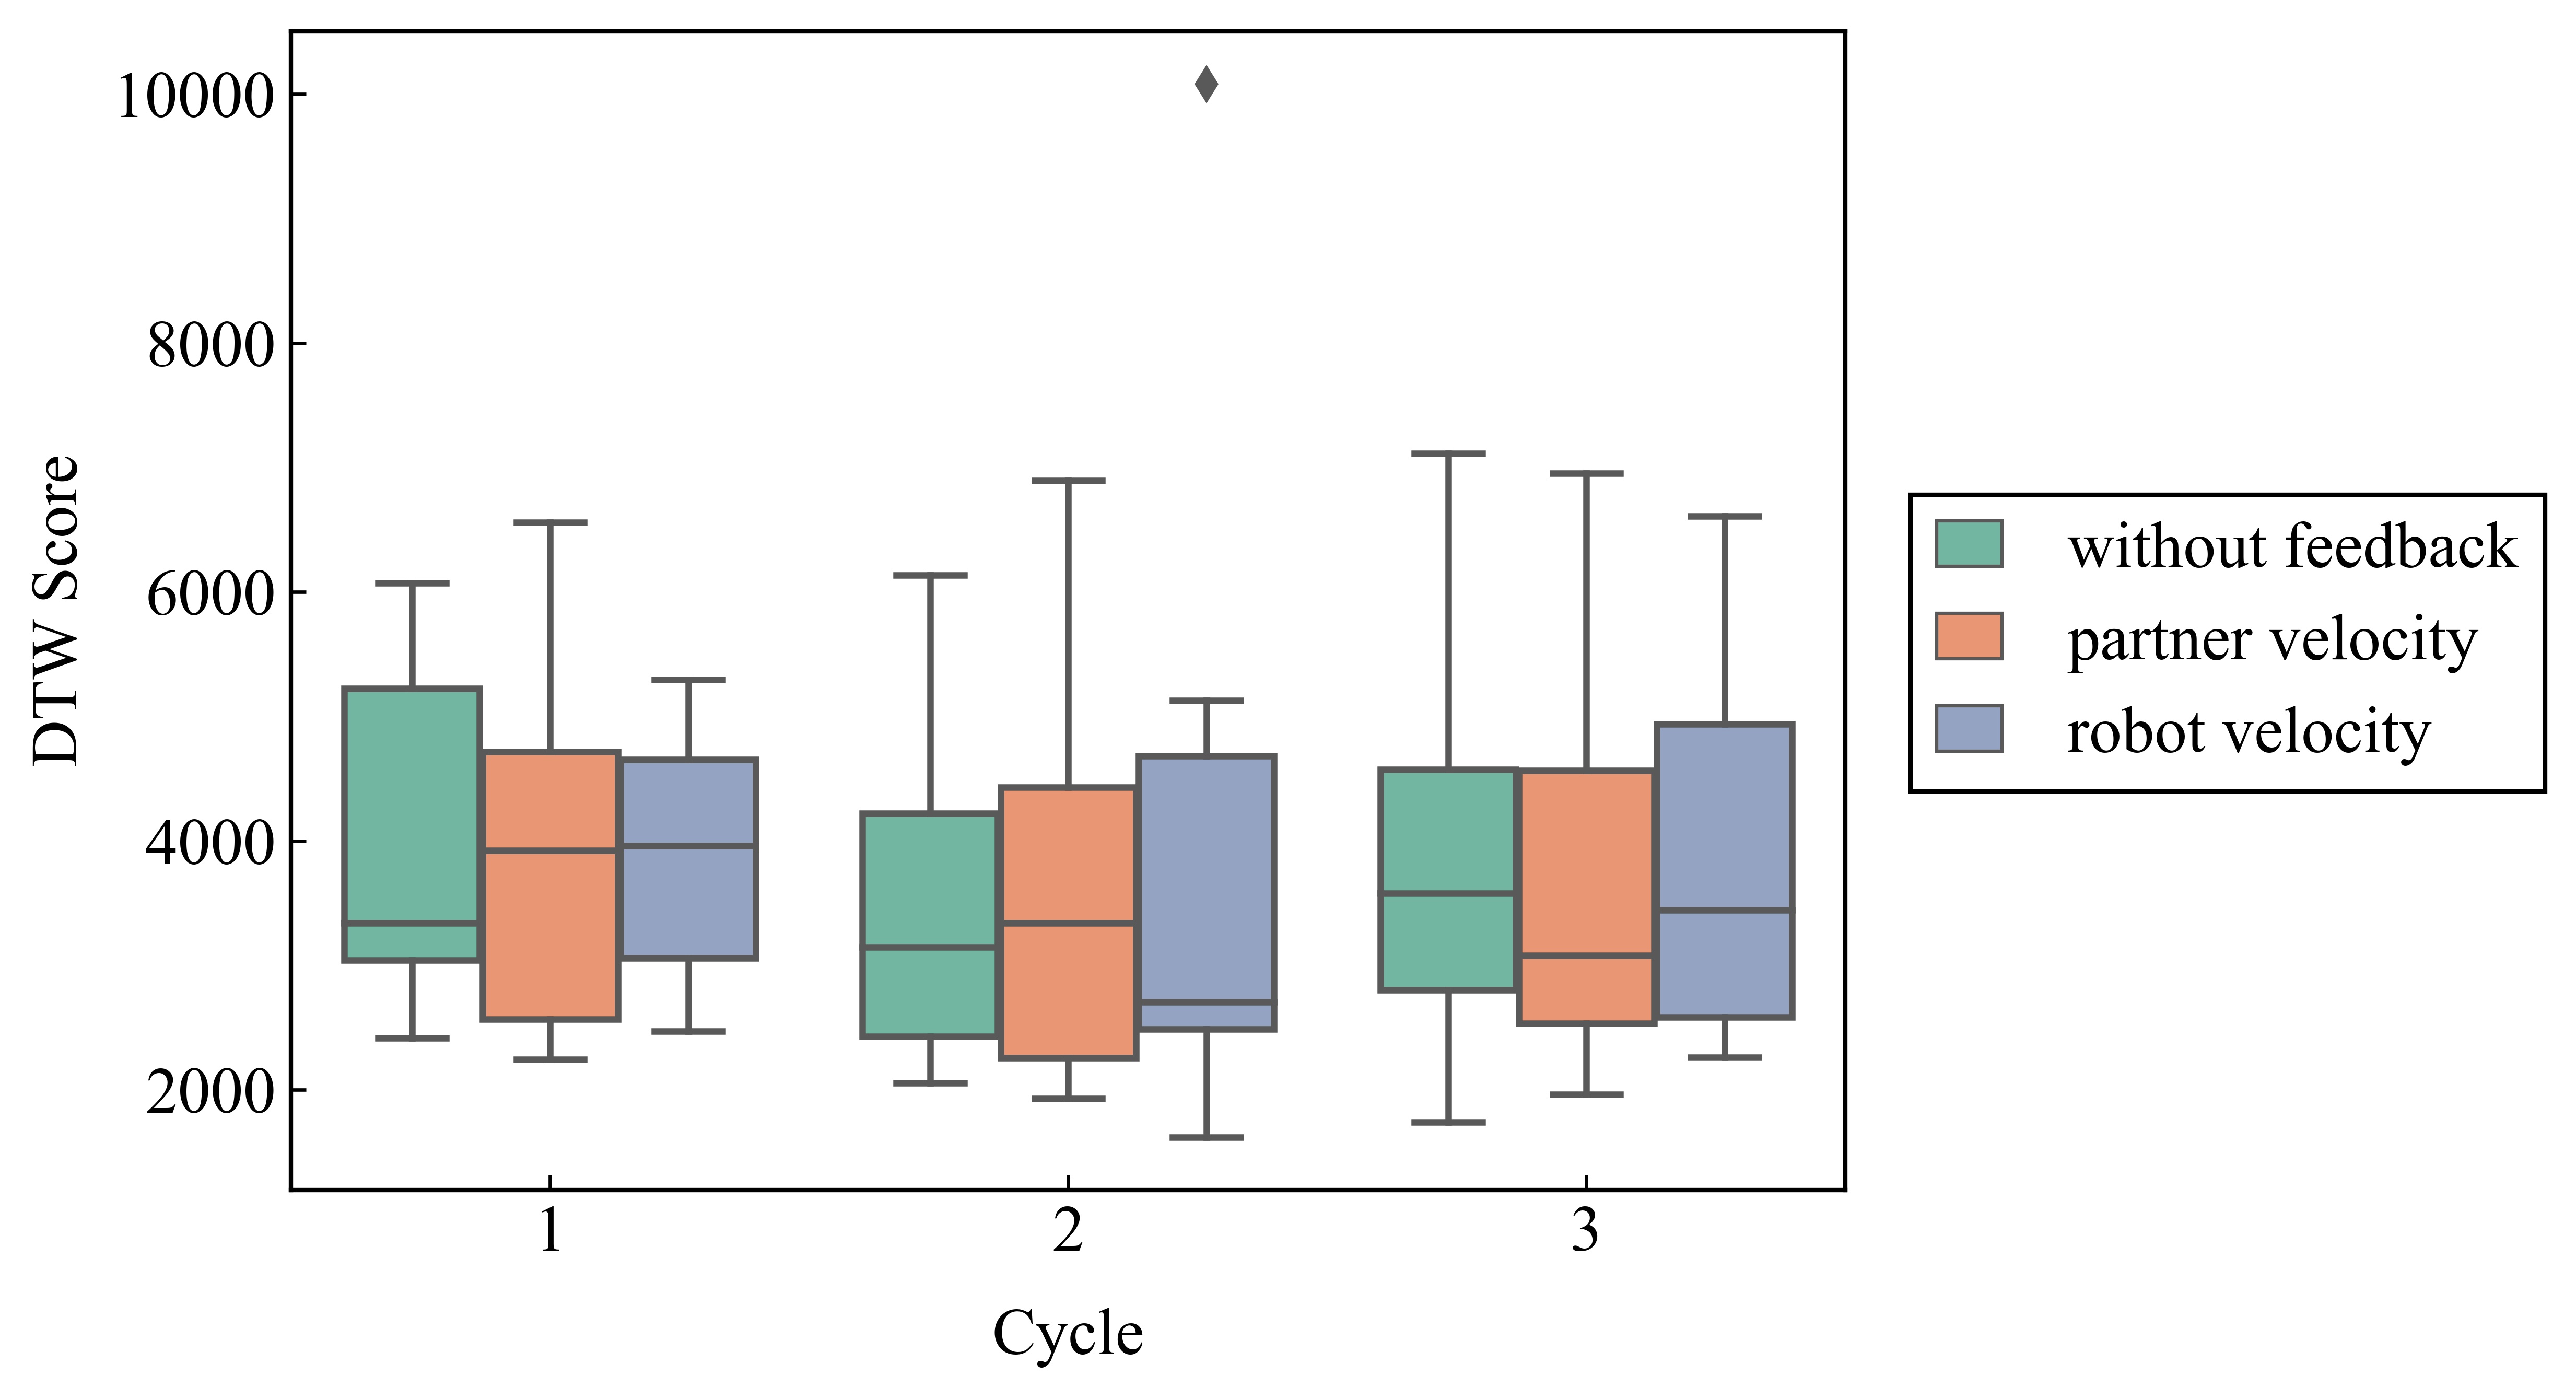 10000
8000
6000
4000
2000
DTW Score
1 2 3
Cycle
without feedback
partner velocity
robot velocity